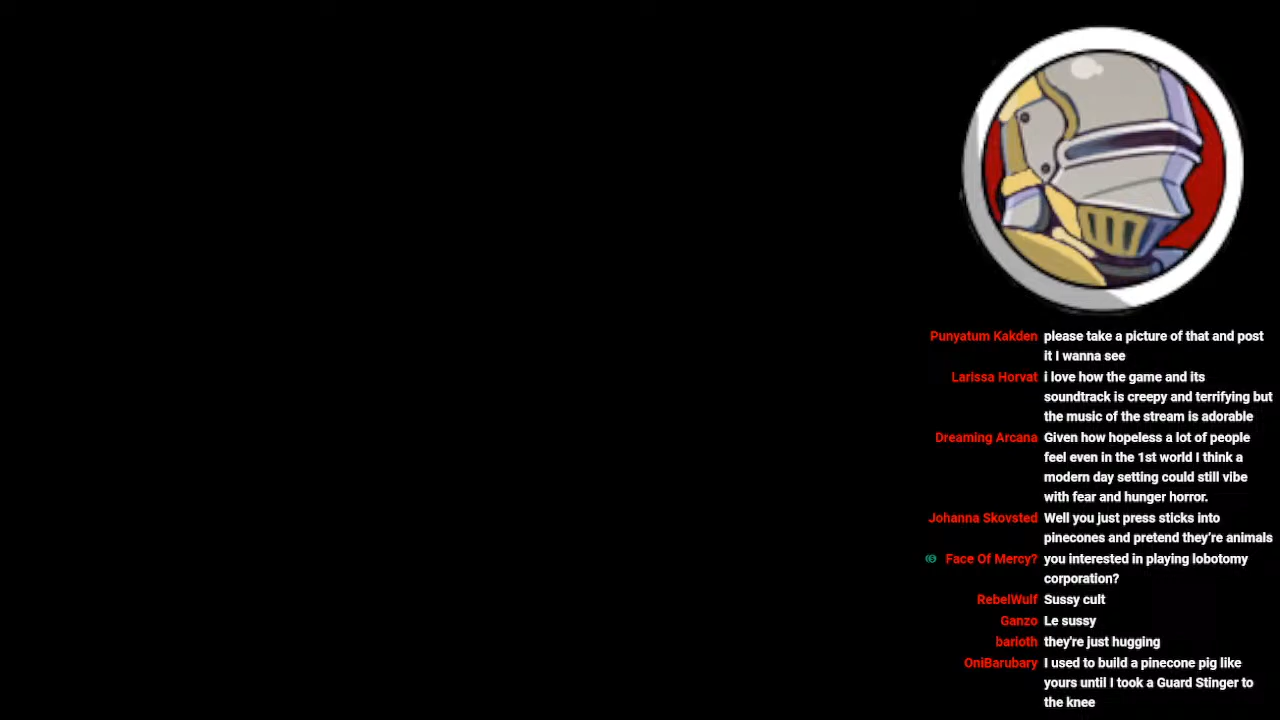 Punyatum Kakden please take a picture of that and post
it I wanna see
Larissa Horvat i love how the game and its
soundtrack is creepy and terrifying but
the music of the stream is adorable
Dreaming Arcana Given how hopeless a lot of people
feel even in the 1st world I think a
modern day setting could still vibe
with fear and hunger horror.
Johanna Skovsted Well you just press sticks into
pinecones and pretend they're animals
Face Of Mercy? you interested in playing lobotomy
corporation?
RebelWulf Sussy cult
Ganzo Le sussy
barioth they're just hugging
OniBarubary I used to build a pinecone pig like
yours until I took a Guard Stinger to
the knee